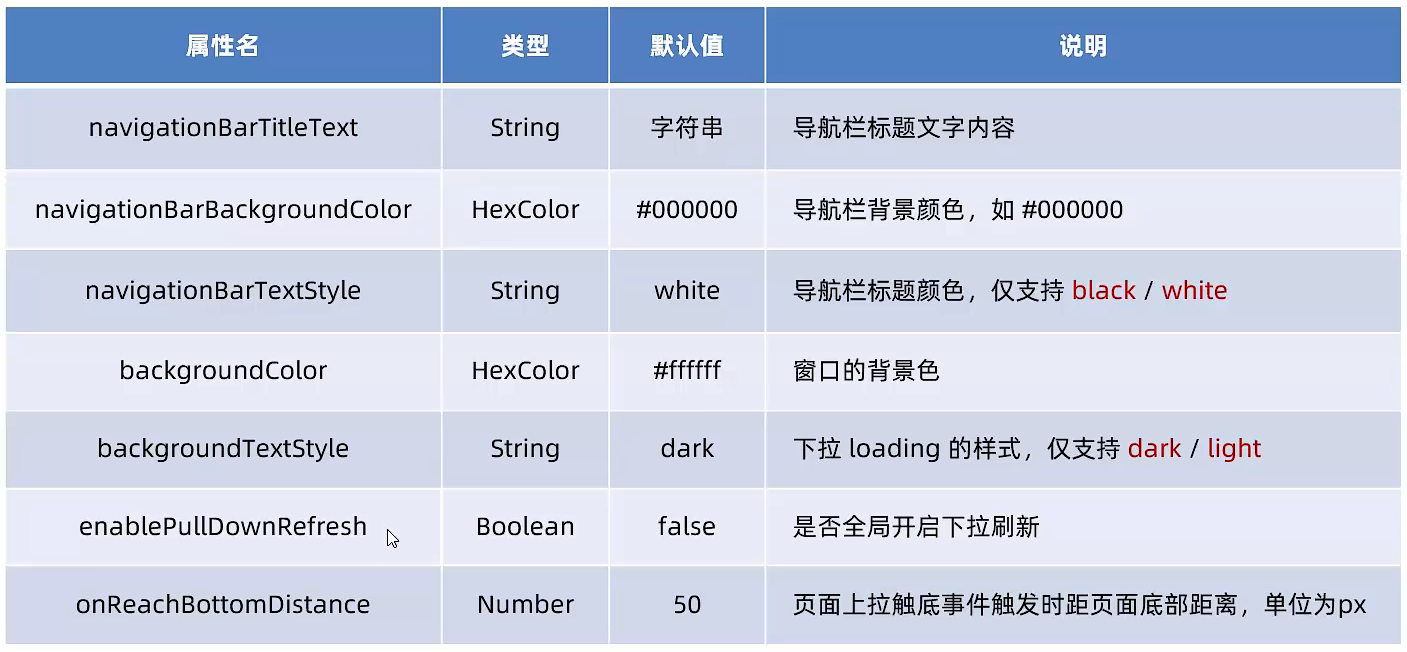 属性名 类型 默认值 说明
navigationBarTitleText String 字符串 导航栏标题文字内容
navigationBarBackgroundColor HexColor #000000 导航栏背景颜色，如 #000000
navigationBarTextStyle String white 导航栏标题颜色，仅支持 black / white
backgroundColor HexColor #ffffff 窗口的背景色
backgroundTextStyle String dark 下拉 loading 的样式，仅支持 dark / light
enablePullDownRefresh Boolean false 是否全局开启下拉刷新
onReachBottomDistance Number 50 页面上拉触底事件触发时距页面底部距离，单位为px